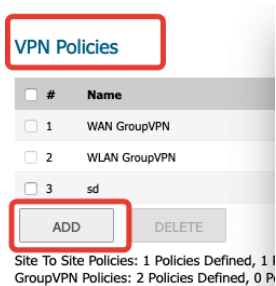 VPN Policies
# Name
1 WAN GroupVPN
2 WLAN GroupVPN
3 sd
ADD DELETE
Site To Site Policies: 1 Policies Defined, 1
GroupVPN Policies: 2 Policies Defined, 0